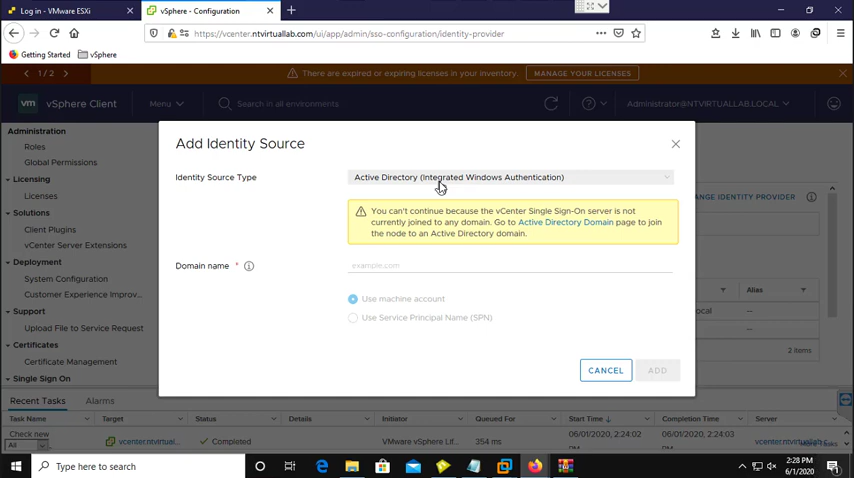 Log in - VMware ESXi
vSphere - Configuration
https://vcenter.ntvirtuallab.com/ui/app/admin/sso-configuration/identity-provider
Getting Started
vSphere
1 / 2
There are expired or expiring licenses in your inventory.
MANAGE YOUR LICENSES
vm vSphere Client
Menu
Search in all environments
Administrator@NTVIRTUALLAB.LOCAL
Administration
Roles
Global Permissions
Licensing
Licenses
Solutions
Client Plugins
vCenter Server Extensions
Deployment
System Configuration
Customer Experience Improv...
Support
Upload File to Service Request
Certificates
Certificate Management
Single Sign On
Add Identity Source
Identity Source Type
Active Directory (Integrated Windows Authentication)
You can't continue because the vCenter Single Sign-On server is not
currently joined to any domain. Go to Active Directory Domain page to join
the node to an Active Directory domain.
Domain name *
example.com
Use machine account
Use Service Principal Name (SPN)
CANCEL
ADD
ANGE IDENTITY PROVIDER
Alias
ocal
--
--
2 items
Recent Tasks
Alarms
Task Name
Target
Status
Details
Initiator
Queued For
Start Time
Completion Time
Server
Check new
vcenter.ntvirtual...
Completed
VMware vSphere Lif...
354 ms
06/01/2020, 2:24:02
06/01/2020, 2:24:03
vcenter.ntvirtuallab.c
All
More Tasks
Type here to search
2:28 PM
6/1/2020